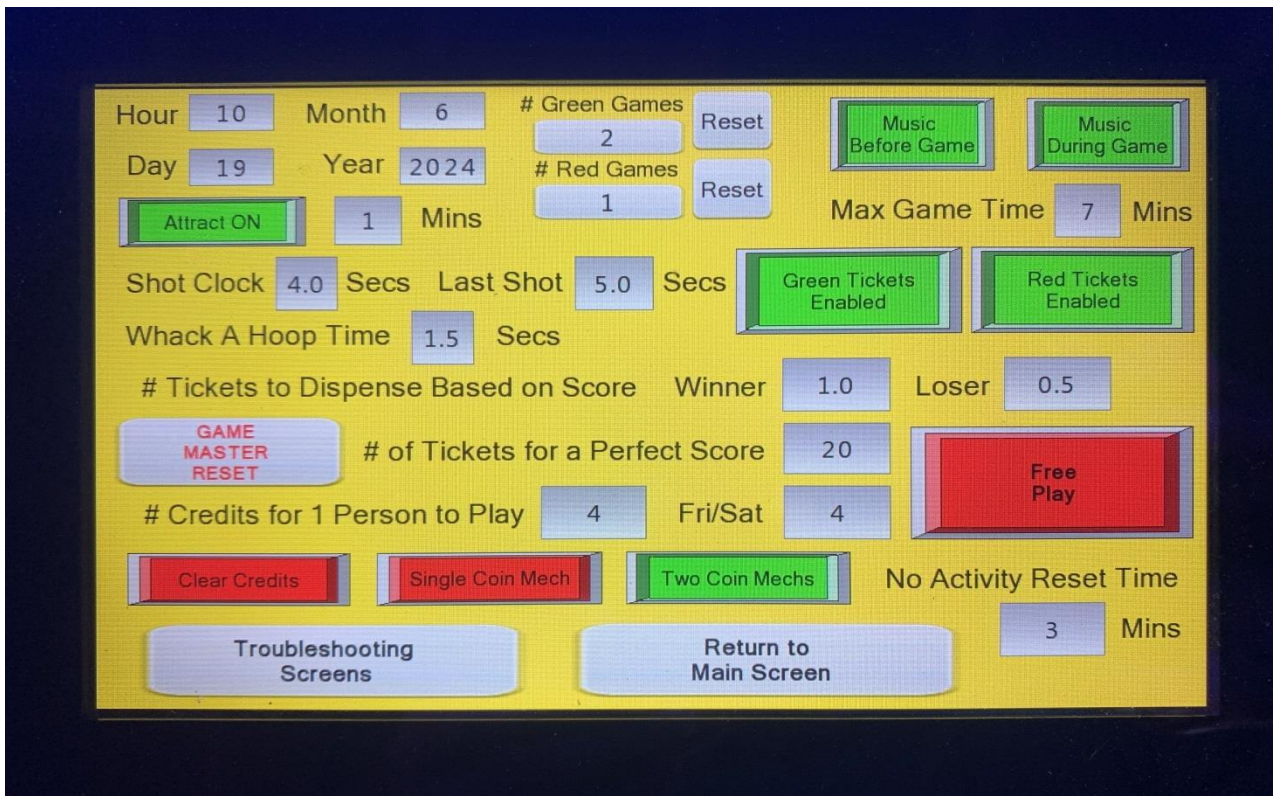 Hour 10 Month 6 # Green Games Reset
2
Music
Before Game
Music
During Game
Day 19 Year 2024 # Red Games Reset
1
Attract ON 1 Mins
Max Game Time 7 Mins
Shot Clock 4.0 Secs Last Shot 5.0 Secs
Green Tickets
Enabled
Red Tickets
Enabled
Whack A Hoop Time 1.5 Secs
# Tickets to Dispense Based on Score Winner 1.0 Loser 0.5
GAME
MASTER
RESET
# of Tickets for a Perfect Score 20
Free
Play
# Credits for 1 Person to Play 4 Fri/Sat 4
Clear Credits Single Coin Mech Two Coin Mechs
No Activity Reset Time
3 Mins
Troubleshooting
Screens
Return to
Main Screen